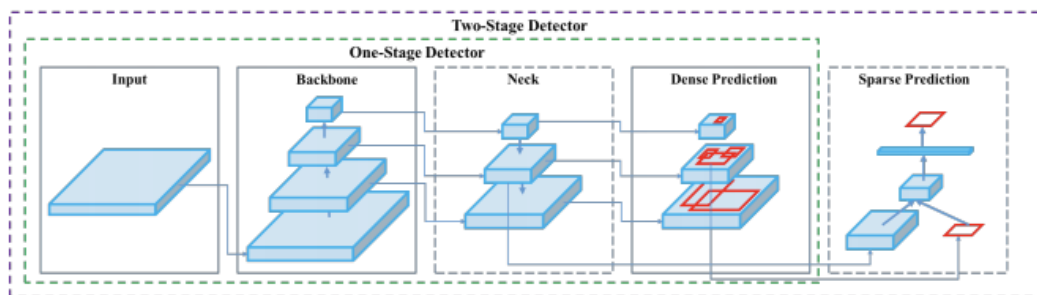 Two-Stage Detector
One-Stage Detector
Input
Backbone
Neck
Dense Prediction
Sparse Prediction